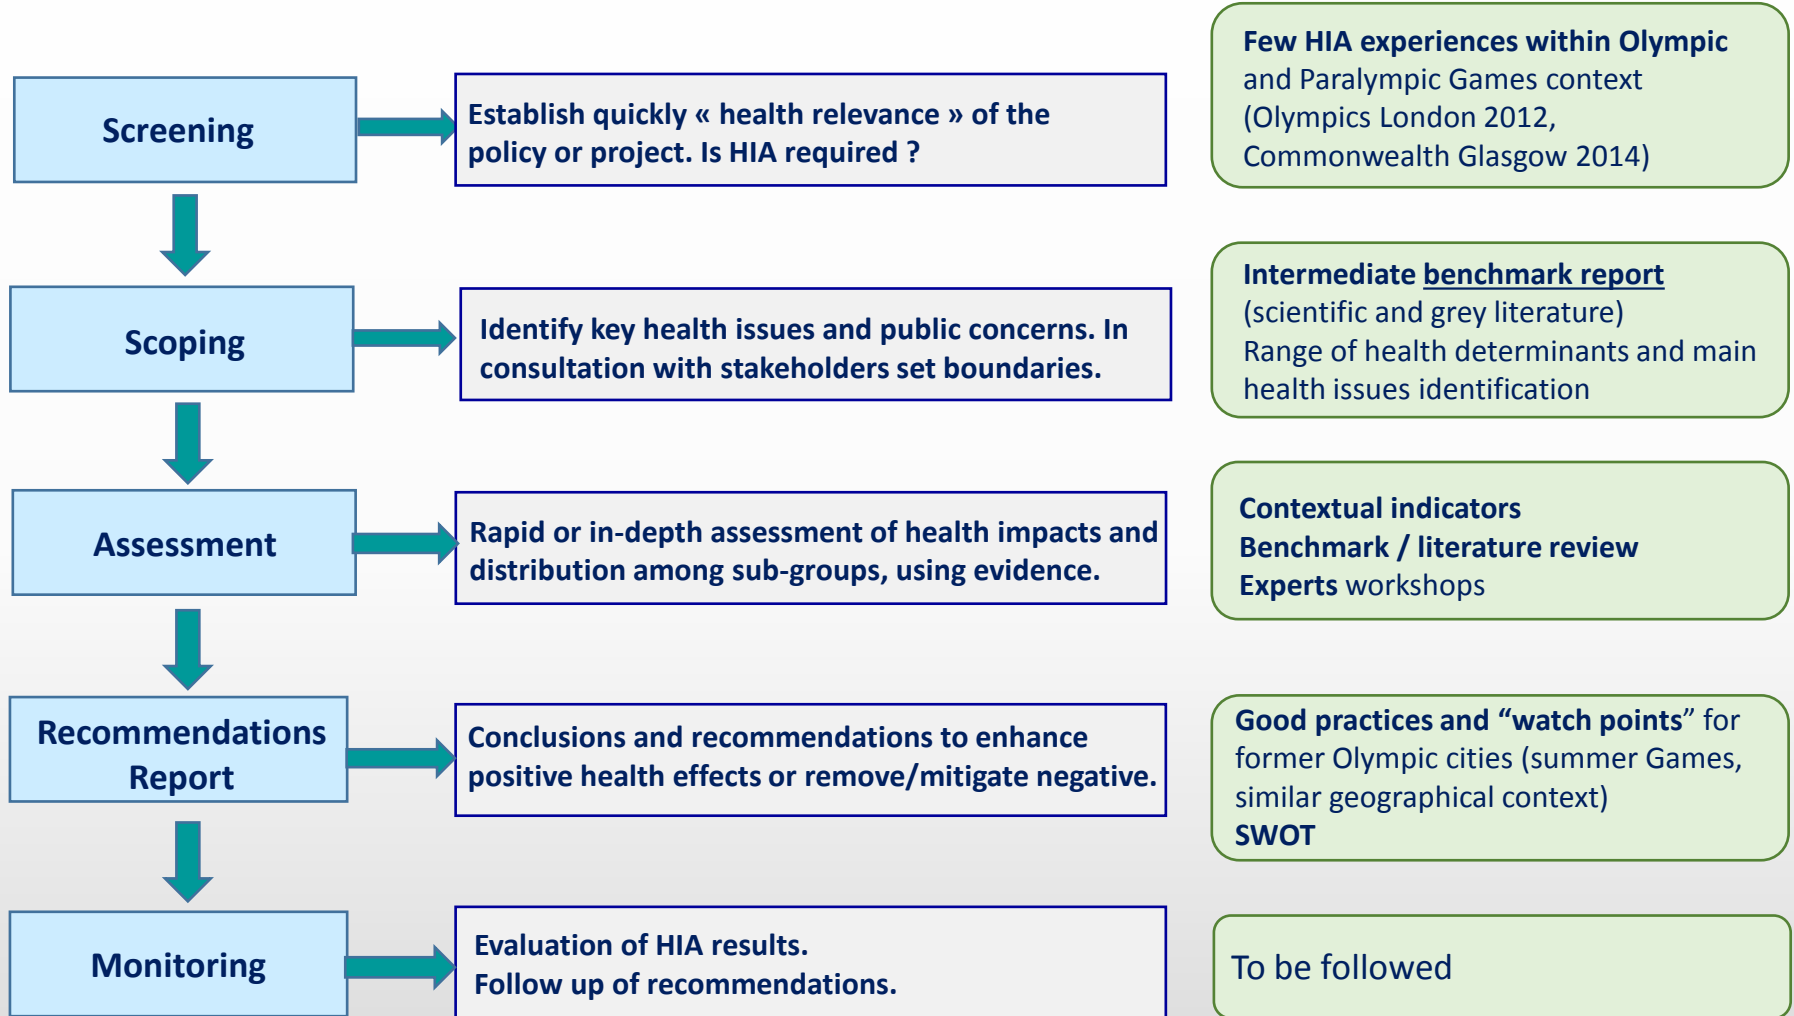 Screening
Establish quickly « health relevance » of the
policy or project. Is HIA required ?
Few HIA experiences within Olympic
and Paralympic Games context
(Olympics London 2012,
Commonwealth Glasgow 2014)
Scoping
Identify key health issues and public concerns. In
consultation with stakeholders set boundaries.
Intermediate benchmark report
(scientific and grey literature)
Range of health determinants and main
health issues identification
Assessment
Rapid or in-depth assessment of health impacts and
distribution among sub-groups, using evidence.
Contextual indicators
Benchmark / literature review
Experts workshops
Recommendations
Report
Conclusions and recommendations to enhance
positive health effects or remove/mitigate negative.
Good practices and “watch points” for
former Olympic cities (summer Games,
similar geographical context)
SWOT
Monitoring
Evaluation of HIA results.
Follow up of recommendations.
To be followed